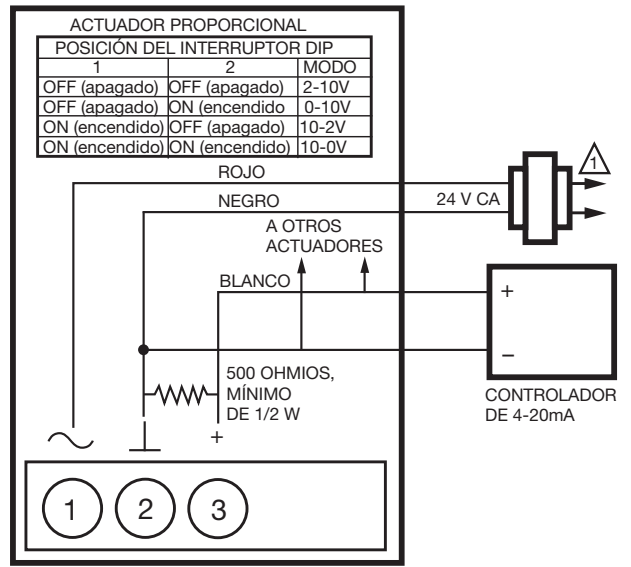 ACTUADOR PROPORCIONAL
POSICIÓN DEL INTERRUPTOR DIP
1 2 MODO
OFF (apagado) OFF (apagado) 2-10V
OFF (apagado) ON (encendido 0-10V
ON (encendido) OFF (apagado) 10-2V
ON (encendido) ON (encendido) 10-0V
ROJO
1
NEGRO
24 V CA
A OTROS
ACTUADORES
BLANCO
+
–
500 OHMIOS,
MÍNIMO
DE 1/2 W
+
CONTROLADOR
DE 4-20mA
1 2 3